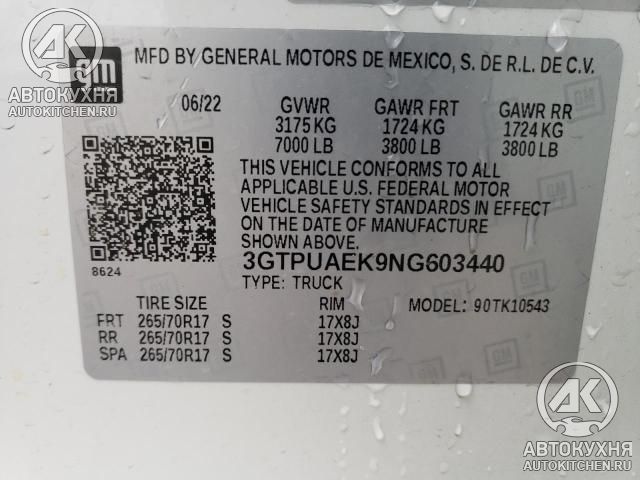 gm
MFD BY GENERAL MOTORS DE MEXICO, S. DE R.L. DE C.V.
06/22 GVWR GAWR FRT GAWR RR
3175 KG 1724 KG 1724 KG
7000 LB 3800 LB 3800 LB
THIS VEHICLE CONFORMS TO ALL
APPLICABLE U.S. FEDERAL MOTOR
VEHICLE SAFETY STANDARDS IN EFFECT
ON THE DATE OF MANUFACTURE
SHOWN ABOVE.
8624 3GTPUAEK9NG603440
TYPE: TRUCK
TIRE SIZE RIM MODEL: 90TK10543
FRT 265/70R17 S 17X8J
RR 265/70R17 S 17X8J
SPA 265/70R17 S 17X8J
АК
АВТОКУХНЯ
AUTOKITCHEN.RU
АК
АВТОКУХНЯ
AUTOKITCHEN.RU